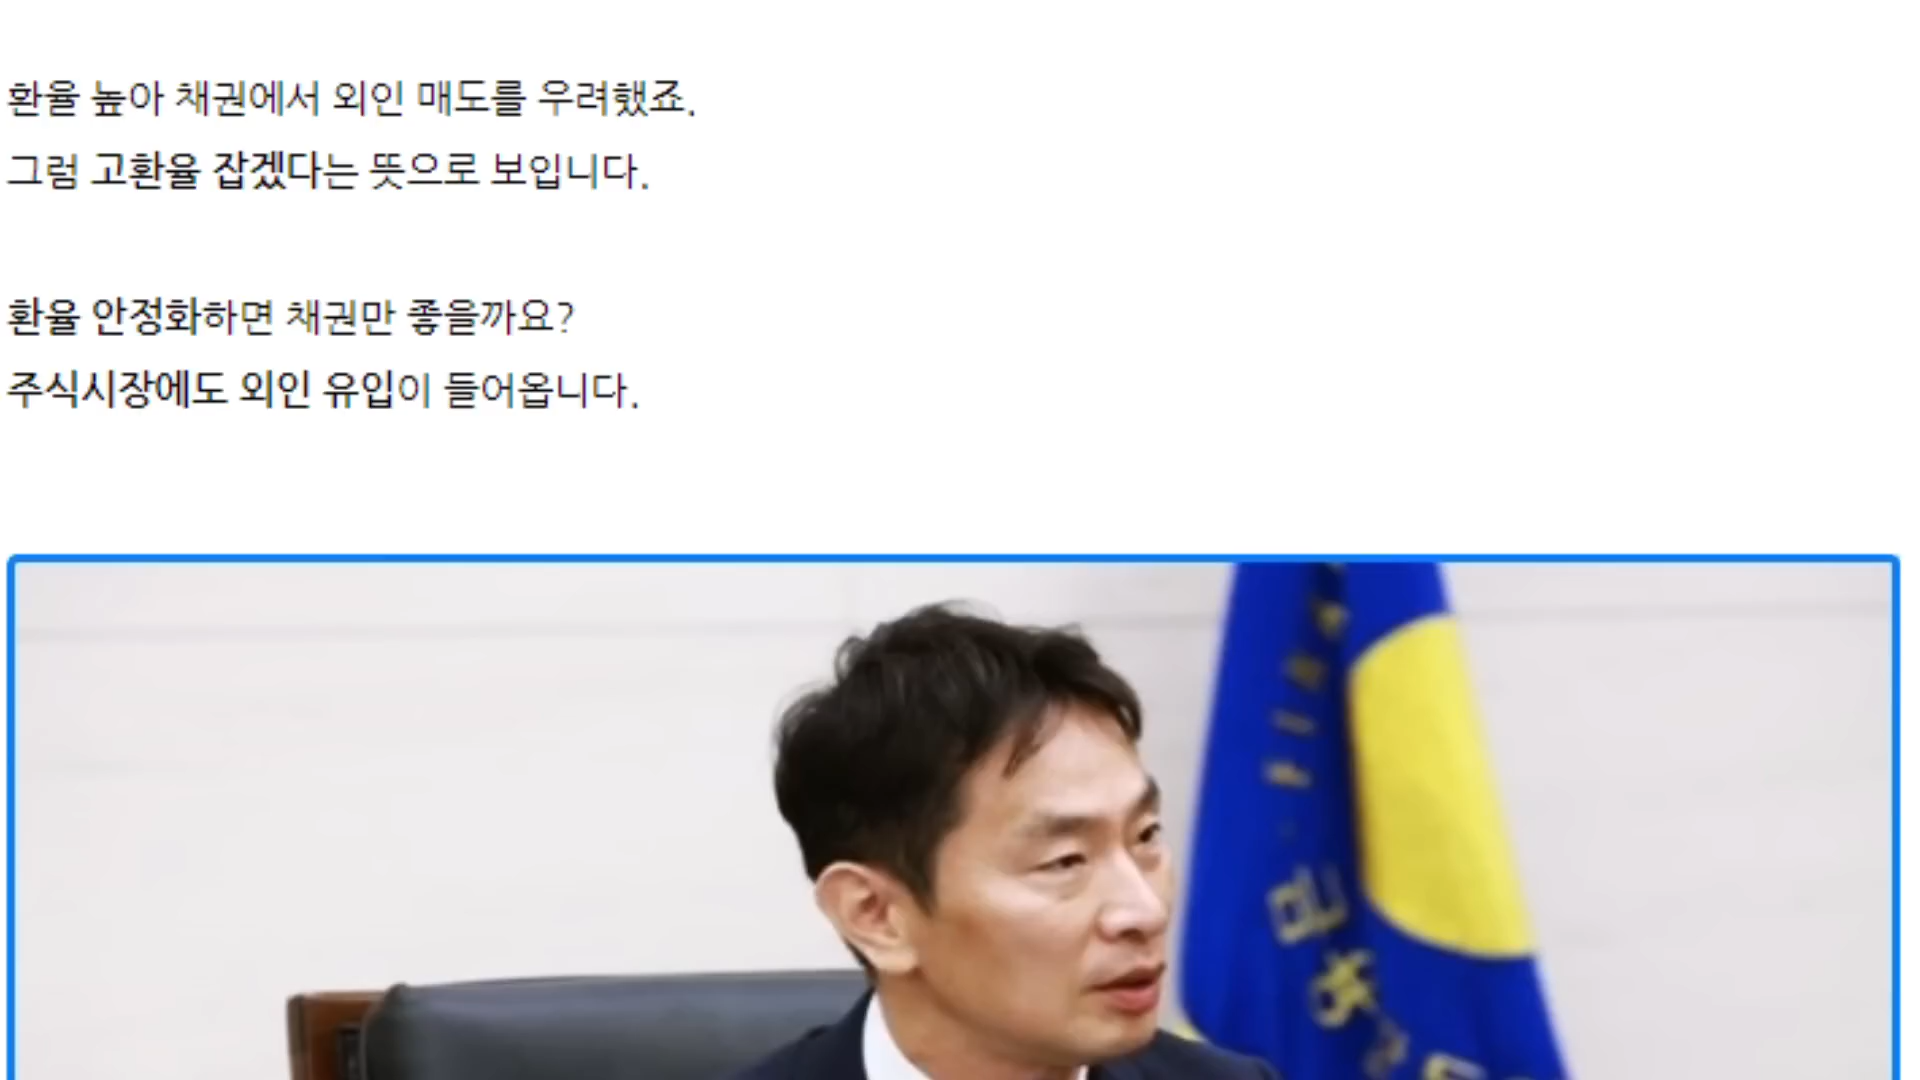 환율 높아 채권에서 외인 매도를 우려했죠.
그럼 고환율 잡겠다는 뜻으로 보입니다.
환율 안정화하면 채권만 좋을까요?
주식시장에도 외인 유입이 들어옵니다.